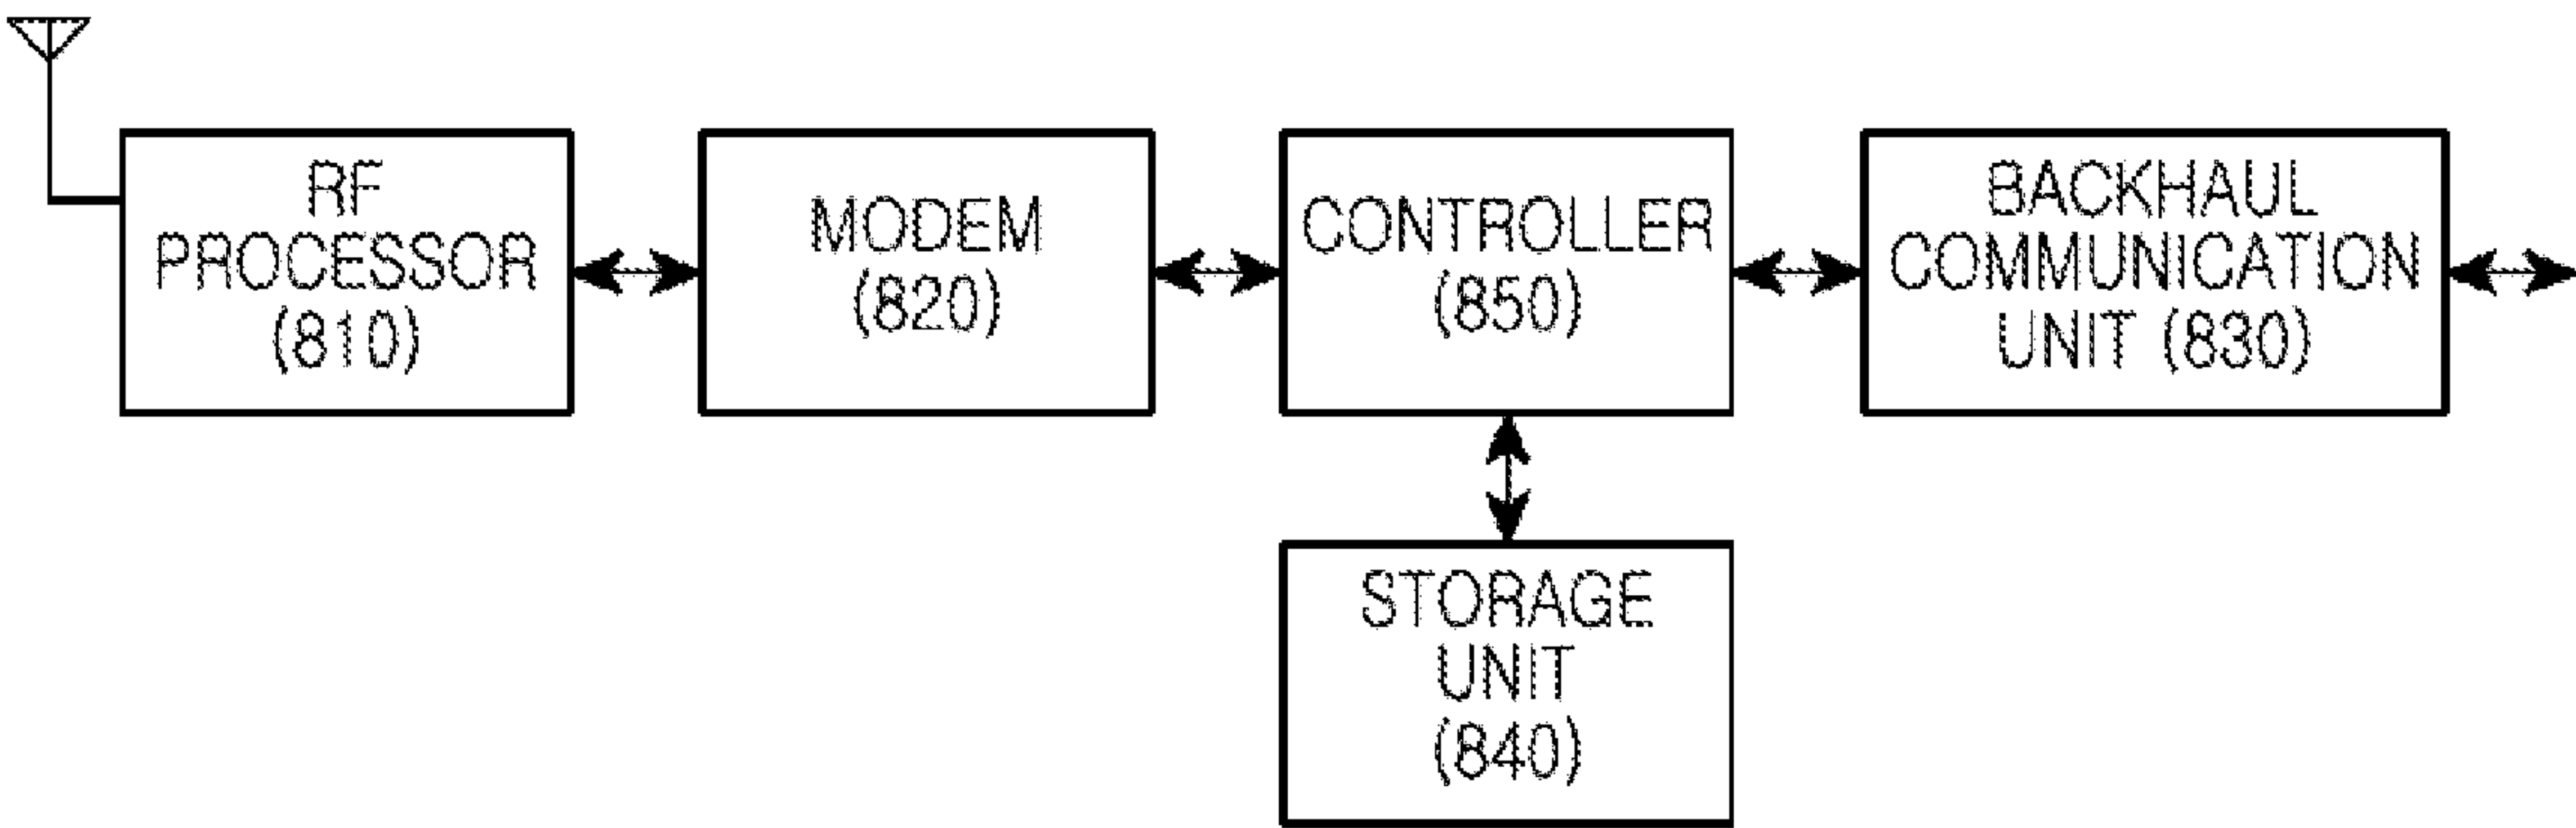 RF
PROCESSOR
(810)
MODEM
(820)
CONTROLLER
(850)
BACKHAUL
COMMUNICATION
UNIT (830)
STORAGE
UNIT
(840)